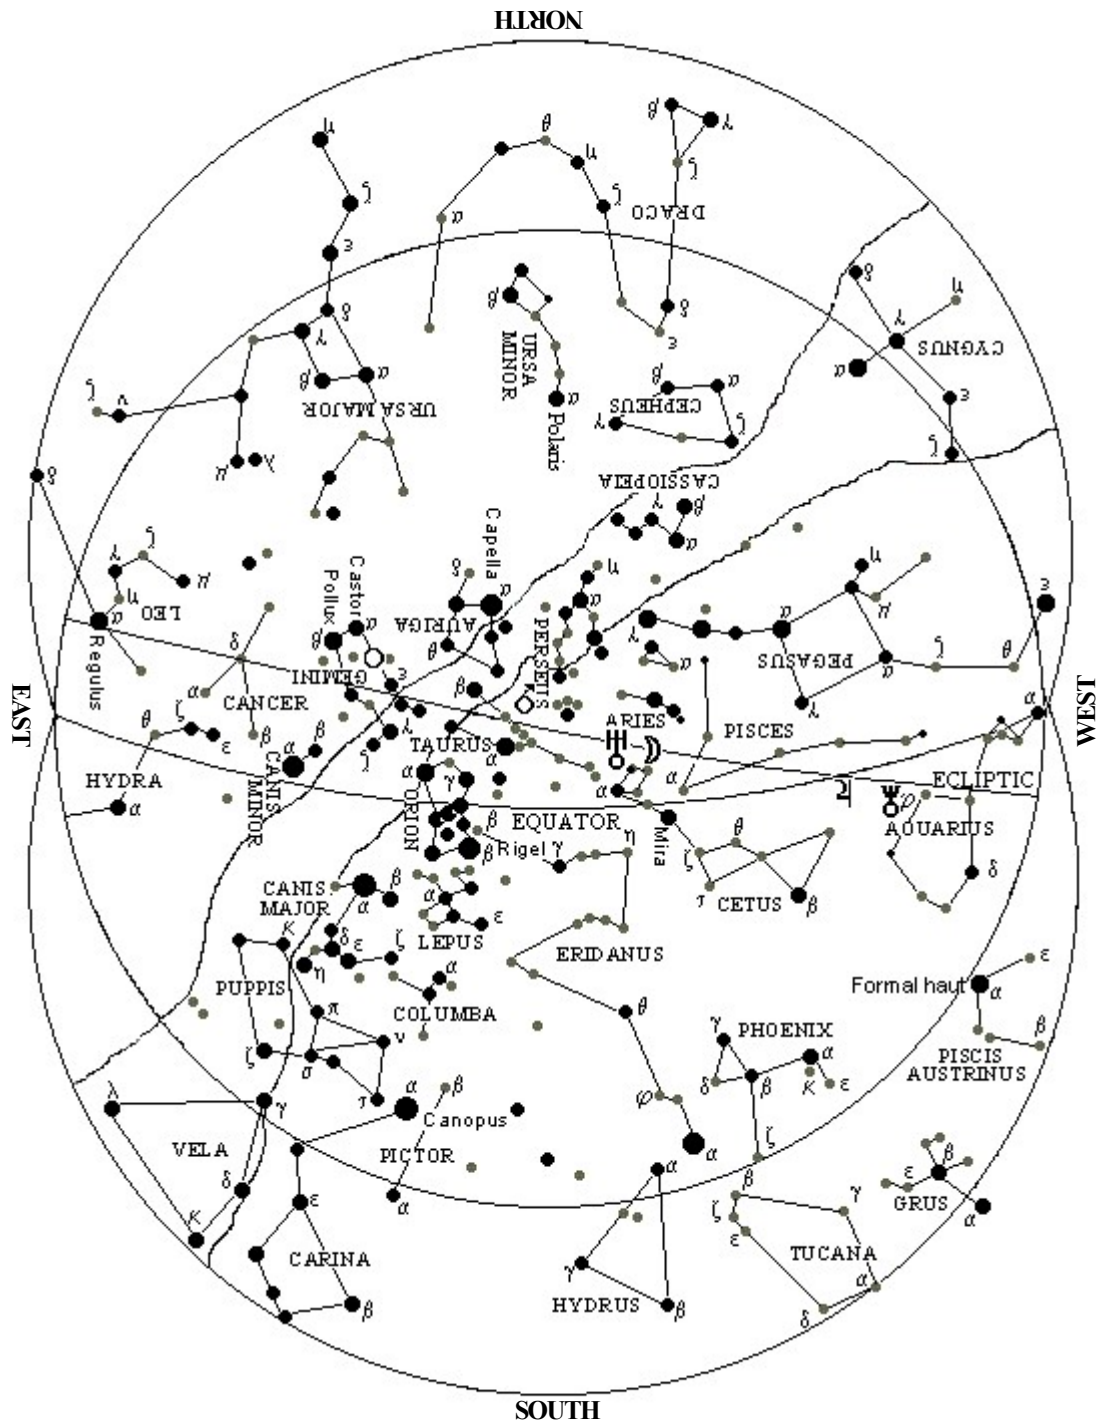 NORTH
β
γ
θ
μ
μ
ζ
ζ
ζ
α
DRACO
ε
δ
δ
δ
β
μ
γ
γ
ε
CYGNUS
URSA
MINOR
α
β
α
β
α
α
ζ
ν
URSA MAJOR
CEPHEUS
γ
Polaris
ζ
ζ
λ
μ
δ
CASSIOPEIA
γ
β
α
Capella
ζ
γ
μ
η
η
LEO
Castor
Pollux
δ
α
α
AURIGA
PERSEUS
γ
α
μ
ε
α
β
θ
α
PEGASUS
α
ζ
θ
Regulus
δ
GEMINI
ε
β
γ
α
CANCER
EAST
WEST
θ
ζ
ε
β
α
β
ζ
γ
TAURUS
ARIES
PISCES
HYDRA
α
CANIS
MINOR
α
γ
ORION
α
α
ECLIPTIC
φ
EQUATOR
AQUARIUS
β
β
Rigel
γ
η
Mira
ζ
θ
τ
CETUS
β
δ
CANIS
MAJOR
α
β
α
ε
LEPUS
κ
δ
ε
ζ
η
ERIDANUS
PUPPIS
α
COLUMBA
π
ν
θ
Formal haut
α
ε
β
PISCIS
AUSTRINUS
γ
PHOENIX
α
κ
ε
δ
β
ζ
σ
τ
α
β
φ
Canopus
λ
γ
VELA
PICTOR
α
ζ
α
α
δ
ε
κ
β
ζ
ε
γ
ε
β
GRUS
α
CARINA
β
γ
HYDRUS
β
TUCANA
α
δ
SOUTH